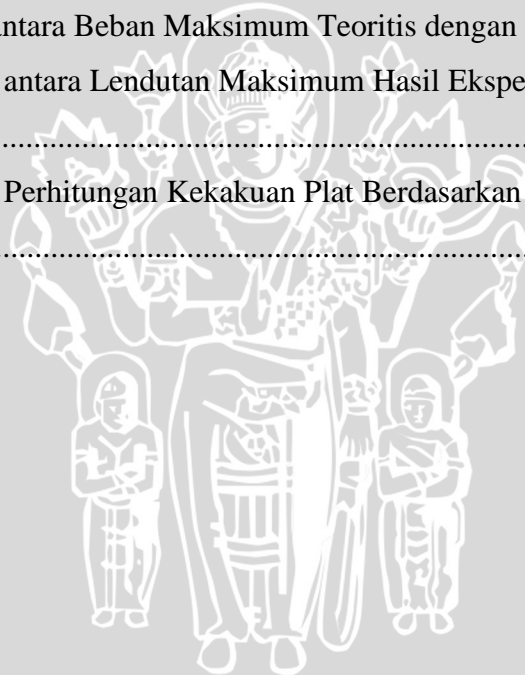 antara Beban Maksimum Teoritis dengan
antara Lendutan Maksimum Hasil Ekspe
....................................................................
Perhitungan Kekakuan Plat Berdasarkan
....................................................................